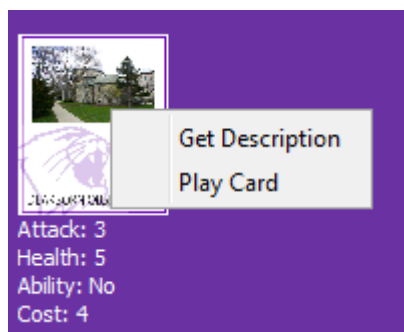 Get Description
Play Card
Attack: 3
Health: 5
Ability: No
Cost: 4